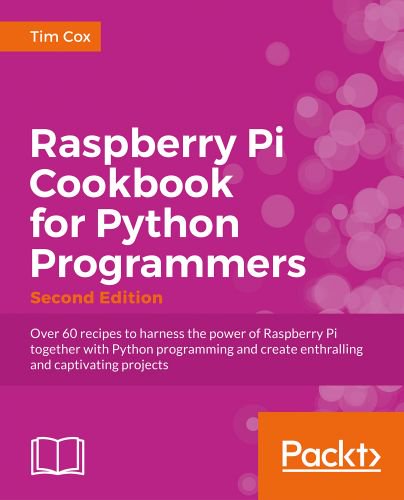 Tim Cox
Raspberry Pi
Cookbook
for Python
Programmers
Second Edition
Over 60 recipes to harness the power of Raspberry Pi
together with Python programming and create enthralling
and captivating projects
Packt>